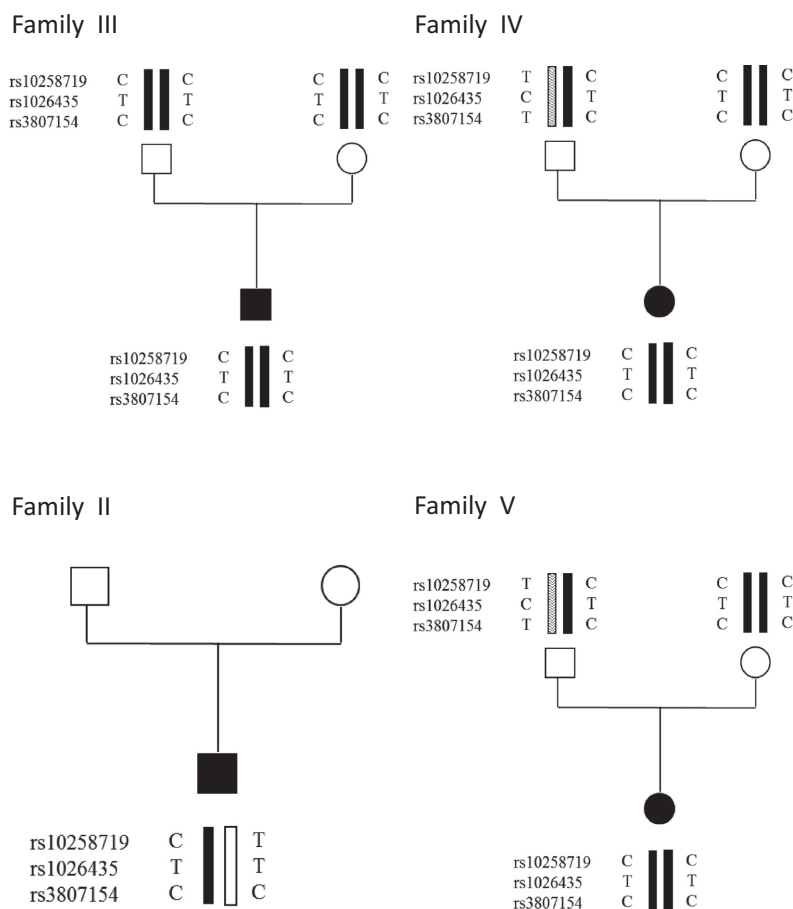 Family III
rs10258719 C C C C
rs1026435 T T T T
rs3807154 C C C C
rs10258719 C C
rs1026435 T T
rs3807154 C C
Family IV
rs10258719 T C C C
rs1026435 C T T T
rs3807154 T C C C
rs10258719 C C
rs1026435 T T
rs3807154 C C
Family II
rs10258719 C T
rs1026435 T T
rs3807154 C C
Family V
rs10258719 T C C C
rs1026435 C T T T
rs3807154 T C C C
rs10258719 C C
rs1026435 T T
rs3807154 C C